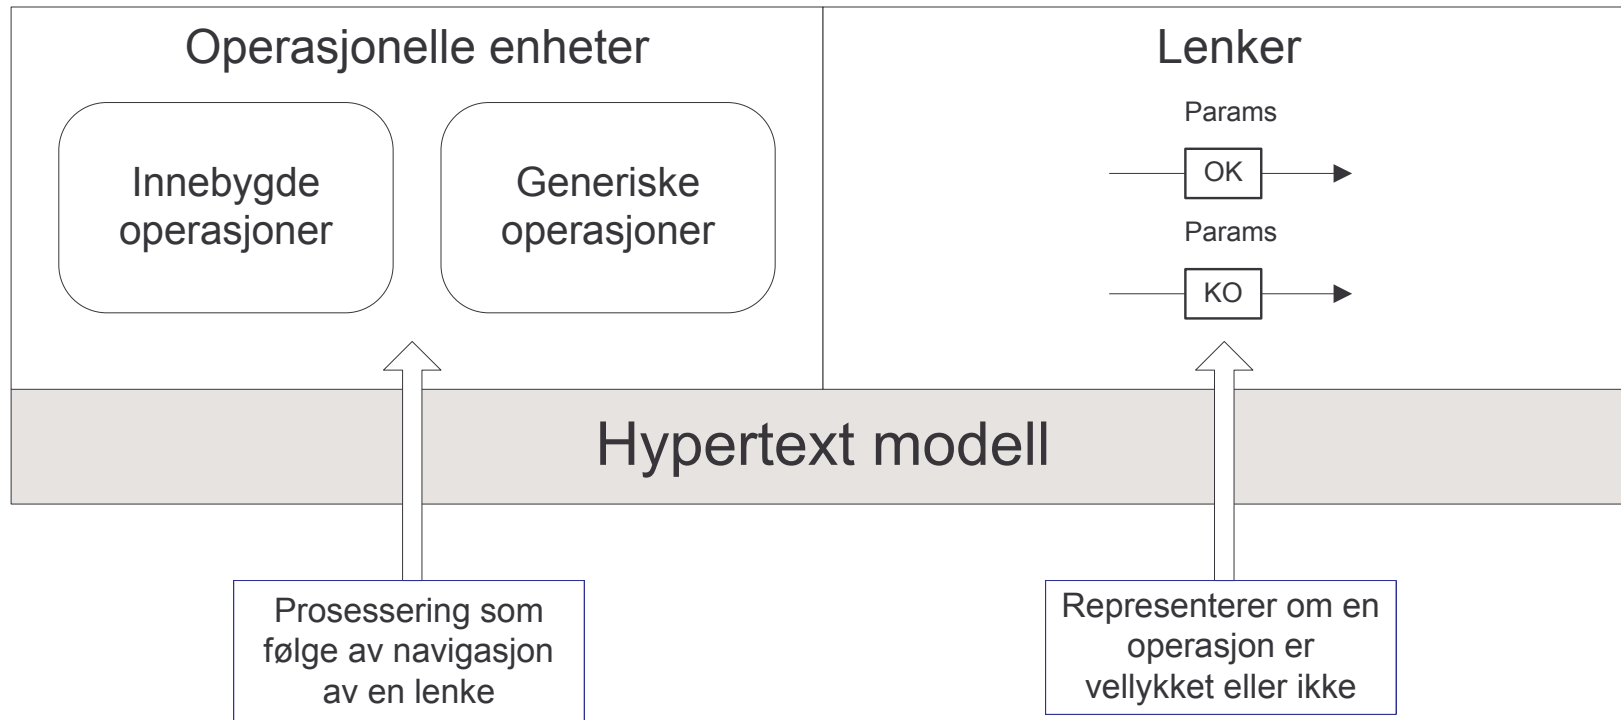 Operasjonelle enheter
Innebygde
operasjoner
Generiske
operasjoner
Lenker
Params
OK
Params
KO
Hypertext modell
Prosessering som
følge av navigasjon
av en lenke
Representerer om en
operasjon er
vellykket eller ikke